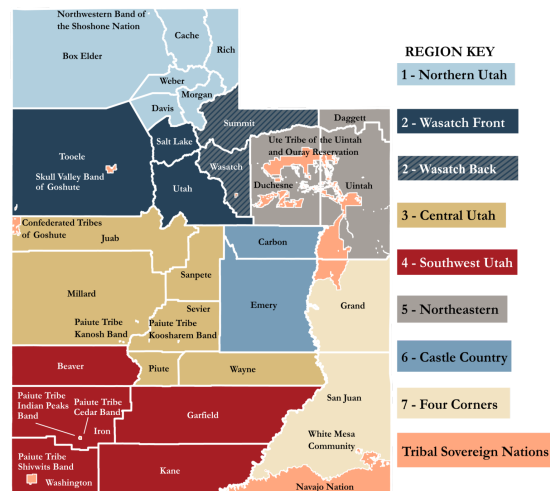 Northwestern Band of
the Shoshone Nation
Cache
Rich
Box Elder
Weber
Morgan
Davis
Summit
Daggett
Salt Lake
Ute Tribe of the Uintah
and Ouray Reservation
Tooele
Wasatch
Skull Valley Band
of Goshute
Duchesne
Uintah
Utah
Confederated Tribes
of Goshute
Juab
Carbon
Sanpete
Millard
Emery
Grand
Sevier
Paiute Tribe
Kanosh Band
Paiute Tribe
Koosharem Band
Beaver
Piute
Wayne
Paiute Tribe
Indian Peaks
Band
Paiute Tribe
Cedar Band
Iron
Garfield
San Juan
White Mesa
Community
Paiute Tribe
Shivwits Band
Washington
Kane
Navajo Nation
REGION KEY
1 - Northern Utah
2 - Wasatch Front
2 - Wasatch Back
3 - Central Utah
4 - Southwest Utah
5 - Northeastern
6 - Castle Country
7 - Four Corners
Tribal Sovereign Nations